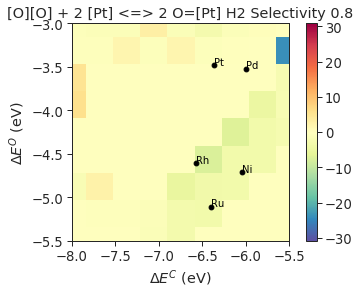 [O][O] + 2 [Pt] <=> 2 O=[Pt] H2 Selectivity 0.8
−3.0
−3.5
−4.0
−4.5
−5.0
−5.5
ΔE^O (eV)
Pt
Pd
Rh
Ni
Ru
−8.0 −7.5 −7.0 −6.5 −6.0 −5.5
ΔE^C (eV)
30
20
10
0
−10
−20
−30